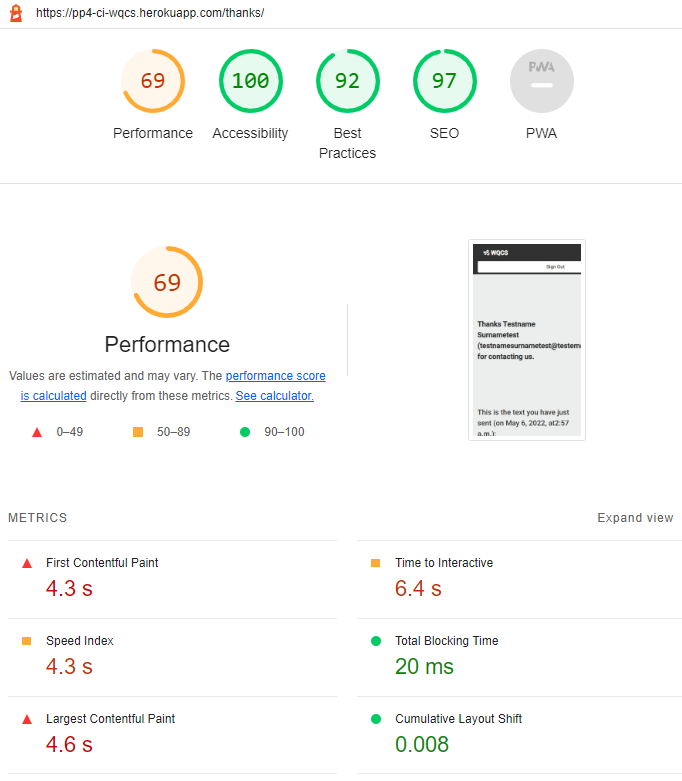 https://pp4-ci-wqcs.herokuapp.com/thanks/
69
100
92
97
PWA
Performance
Accessibility
Best
Practices
SEO
PWA
69
Performance
Values are estimated and may vary. The performance score
is calculated directly from these metrics. See calculator.
0–49
50–89
90–100
WQCS
Sign Out
Thanks Testname
Surnametest
(testnamesurnametest@testem
for contacting us.
This is the text you have just
sent (on May 6, 2022, at2:57
a.m.):
METRICS
Expand view
First Contentful Paint
4.3 s
Time to Interactive
6.4 s
Speed Index
4.3 s
Total Blocking Time
20 ms
Largest Contentful Paint
4.6 s
Cumulative Layout Shift
0.008